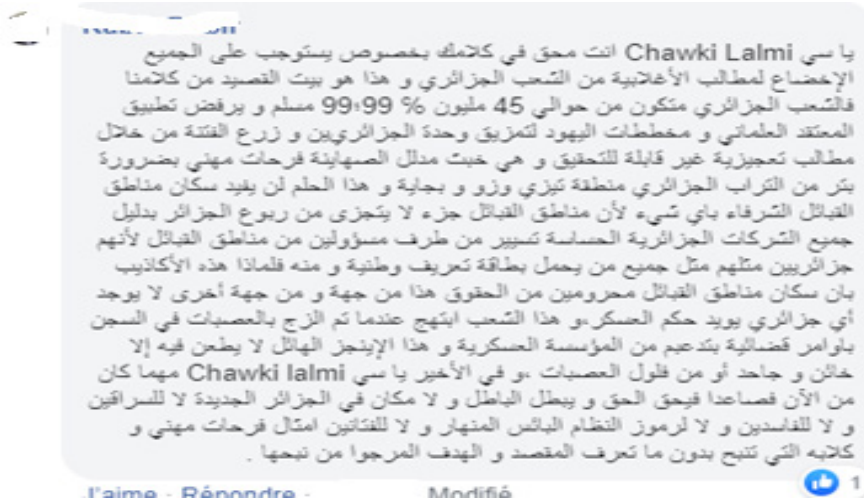 يا سي Chawki Lalmi انت محق في كلامك بخصوص يستوجب على الجميع
الإخضاع لمطالب الأغلابية من الشعب الجزائري و هذا هو بيت القصيد من كلامنا
فالشعب الجزائري متكون من حوالي 45 مليون % 99؛99 مسلم و يرفض تطبيق
المعتقد العلماني و مخططات اليهود لتمزيق وحدة الجزائريين و زرع الفتنة من خلال
مطالب تعجيزية غير قابلة للتحقيق و هي خبث مدلل الصهاينة فرحات مهني بضرورة
بتر من التراب الجزائري منطقة تيزي وزو و بجاية و هذا الحلم لن يفيد سكان مناطق
القبائل الشرفاء باي شيء لأن مناطق القبائل جزء لا يتجزى من ربوع الجزائر بدليل
جميع الشركات الجزائرية الحساسة تسيير من طرف مسؤولين من مناطق القبائل لأنهم
جزائريين مثلهم مثل جميع من يحمل بطاقة تعريف وطنية و منه فلماذا هذه الأكاذيب
بان سكان مناطق القبائل محرومين من الحقوق هذا من جهة و من جهة أخرى لا يوجد
أي جزائري يويد حكم العسكر،و هذا الشعب ابتهج عندما تم الزج بالعصبات في السجن
باوامر قضائية بتدعيم من المؤسسة العسكرية و هذا الإينجز الهائل لا يطعن فيه إلا
خائن و جاحد أو من فلول العصبات ،و في الأخير يا سي Chawki lalmi مهما كان
من الآن فصاعدا فيحق الحق و يبطل الباطل و لا مكان في الجزائر الجديدة لا للسراقين
و لا للفاسدين و لا لرموز النظام البائس المنهار و لا للفتانين امثال فرحات مهني و
كلابه التي تنبح بدون ما تعرف المقصد و الهدف المرجوا من نبحها .
J'aime · Répondre · Modifié
1